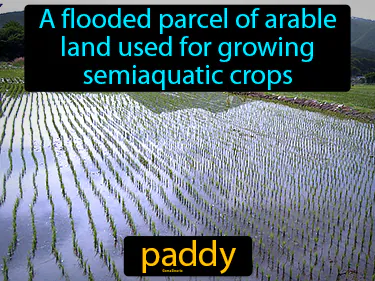 A flooded parcel of arable
land used for growing
semiaquatic crops
paddy